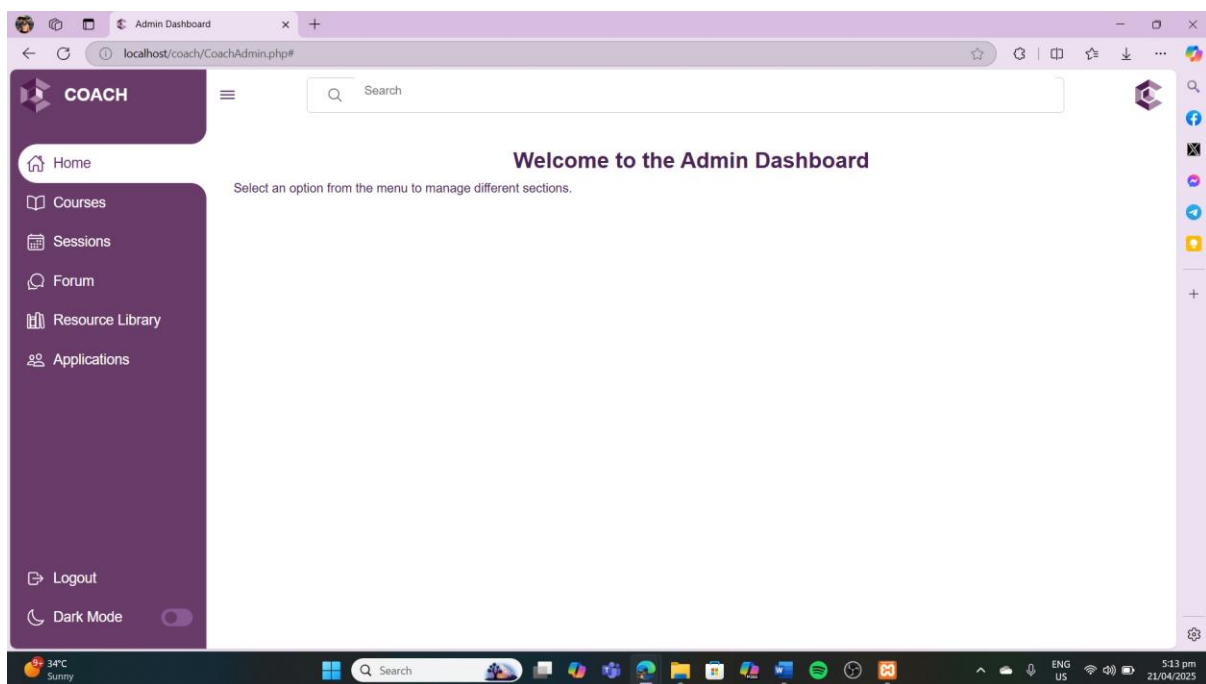 Admin Dashboard
localhost/coach/CoachAdmin.php#
COACH
Search
Home
Welcome to the Admin Dashboard
Select an option from the menu to manage different sections.
Courses
Sessions
Forum
Resource Library
Applications
Logout
Dark Mode
9+
34°C
Sunny
Search
ENG
US
5:13 pm
21/04/2025